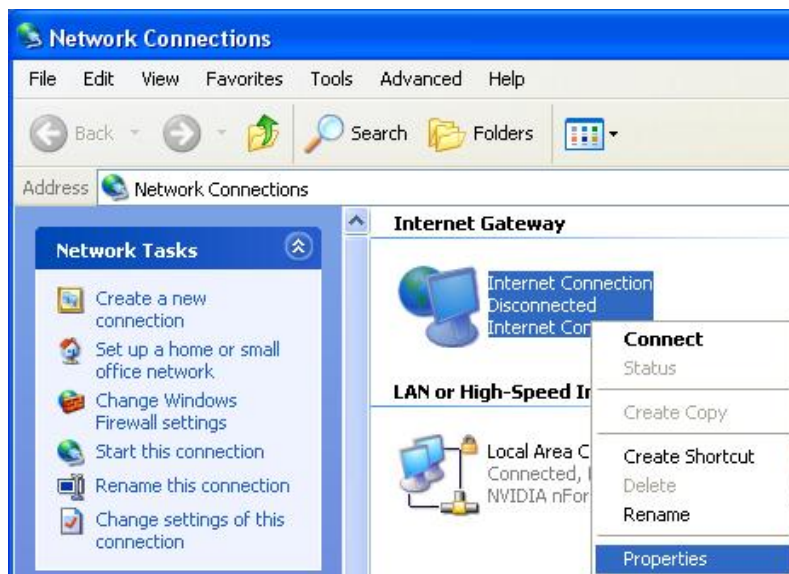 Network Connections
File Edit View Favorites Tools Advanced Help
Back Search Folders
Address Network Connections
Network Tasks
Create a new
connection
Set up a home or small
office network
Change Windows
Firewall settings
Start this connection
Rename this connection
Change settings of this
connection
Internet Gateway
Internet Connection
Disconnected
Internet Con
LAN or High-Speed In
Local Area C
Connected,
NVIDIA nFor
Connect
Status
Create Copy
Create Shortcut
Delete
Rename
Properties